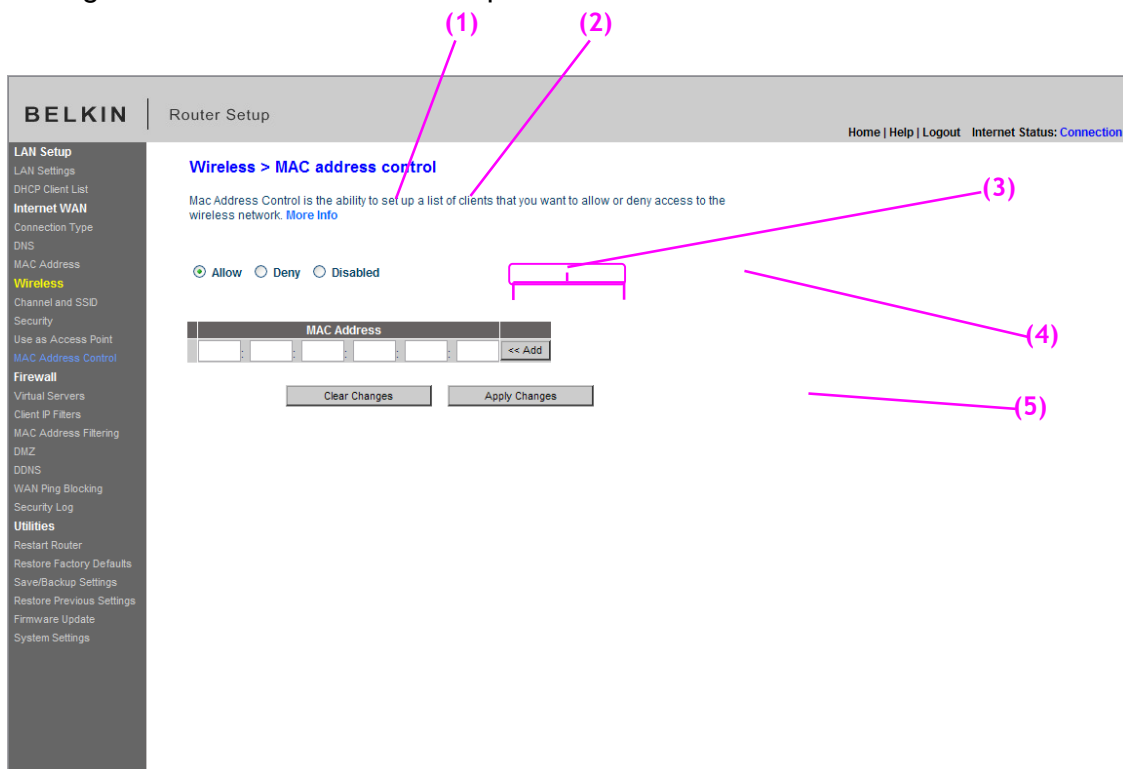 (1) (2)
BELKIN Router Setup
Home | Help | Logout Internet Status: Connection
LAN Setup
LAN Settings
DHCP Client List
Internet WAN
Connection Type
DNS
MAC Address
Wireless
Channel and SSID
Security
Use as Access Point
MAC Address Control
Firewall
Virtual Servers
Client IP Filters
MAC Address Filtering
DMZ
DDNS
WAN Ping Blocking
Security Log
Utilities
Restart Router
Restore Factory Defaults
Save/Backup Settings
Restore Previous Settings
Firmware Update
System Settings
Wireless > MAC address control
Mac Address Control is the ability to set up a list of clients that you want to allow or deny access to the
wireless network. More Info
(3)
Allow Deny Disabled
MAC Address
: : : : : << Add
(4)
Clear Changes Apply Changes
(5)